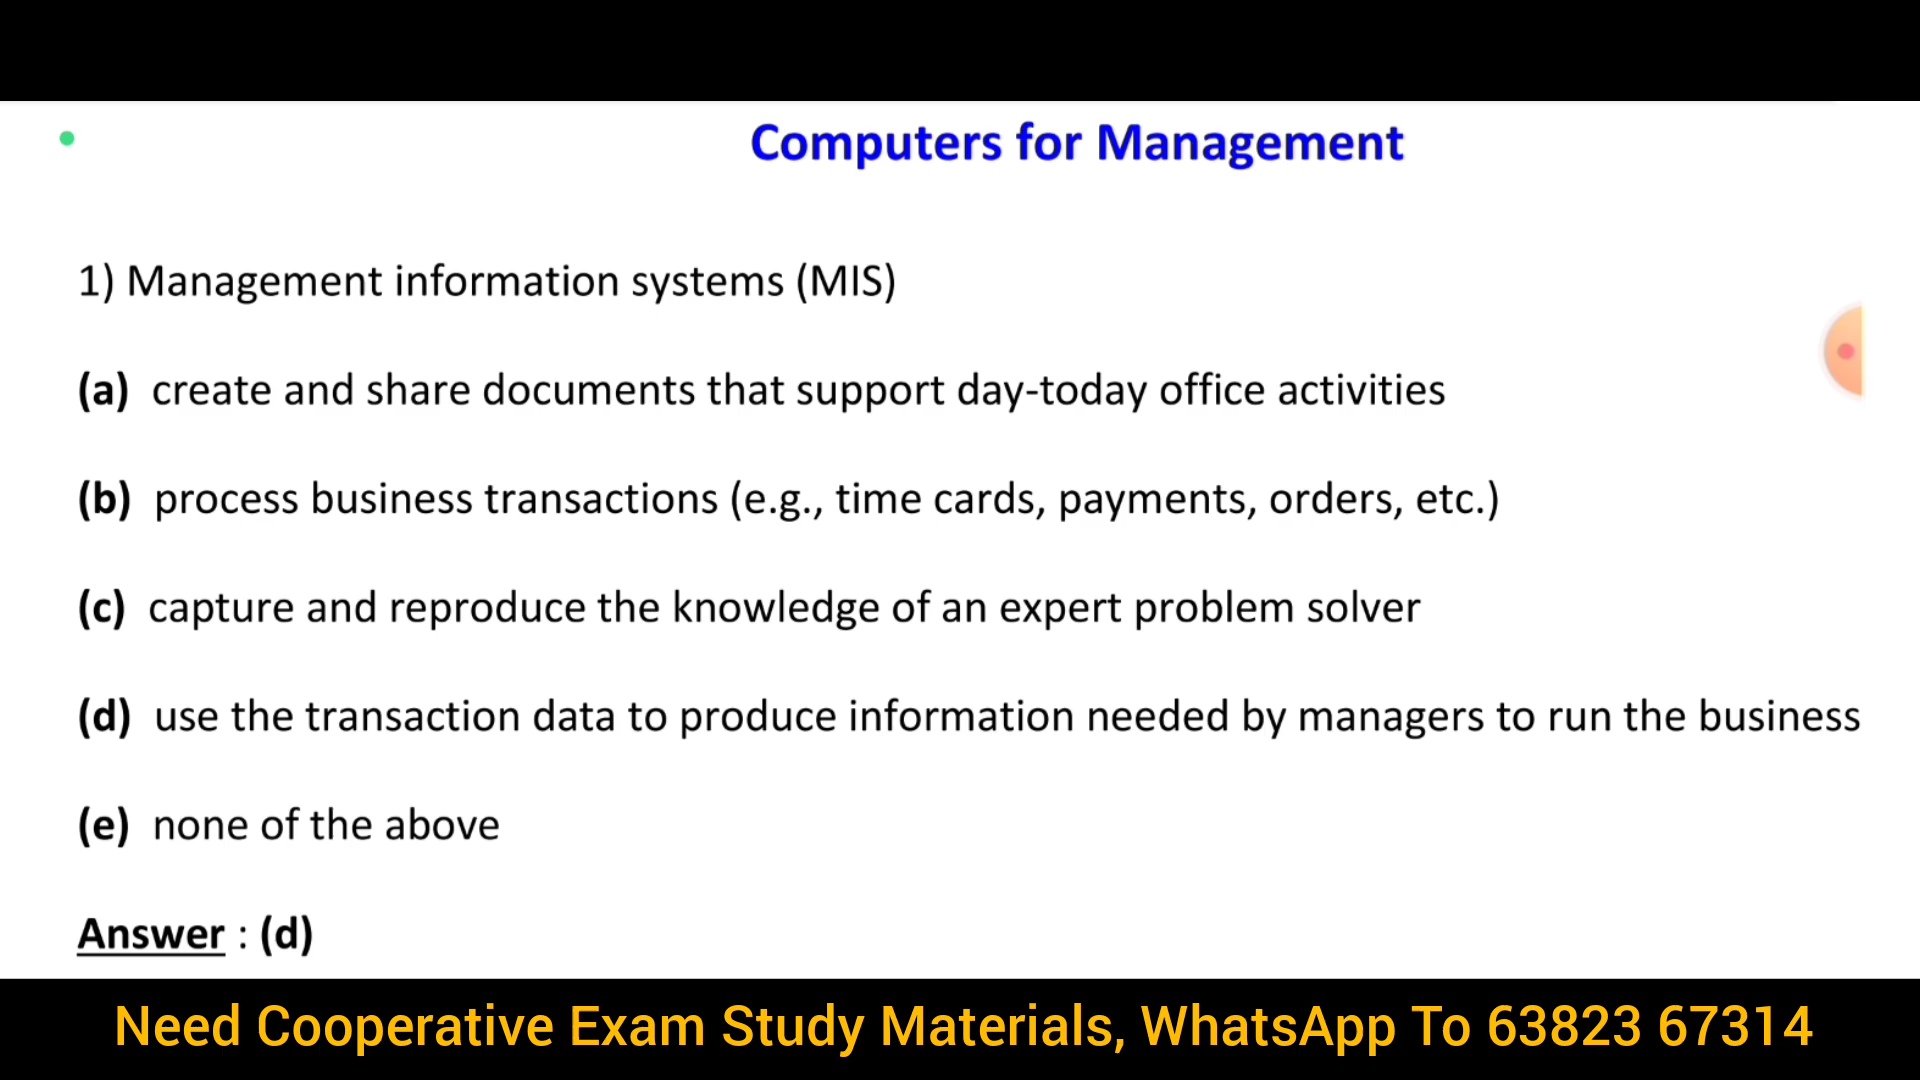 Computers for Management
1) Management information systems (MIS)
(a) create and share documents that support day-today office activities
(b) process business transactions (e.g., time cards, payments, orders, etc.)
(c) capture and reproduce the knowledge of an expert problem solver
(d) use the transaction data to produce information needed by managers to run the business
(e) none of the above
Answer : (d)
Need Cooperative Exam Study Materials, WhatsApp To 63823 67314